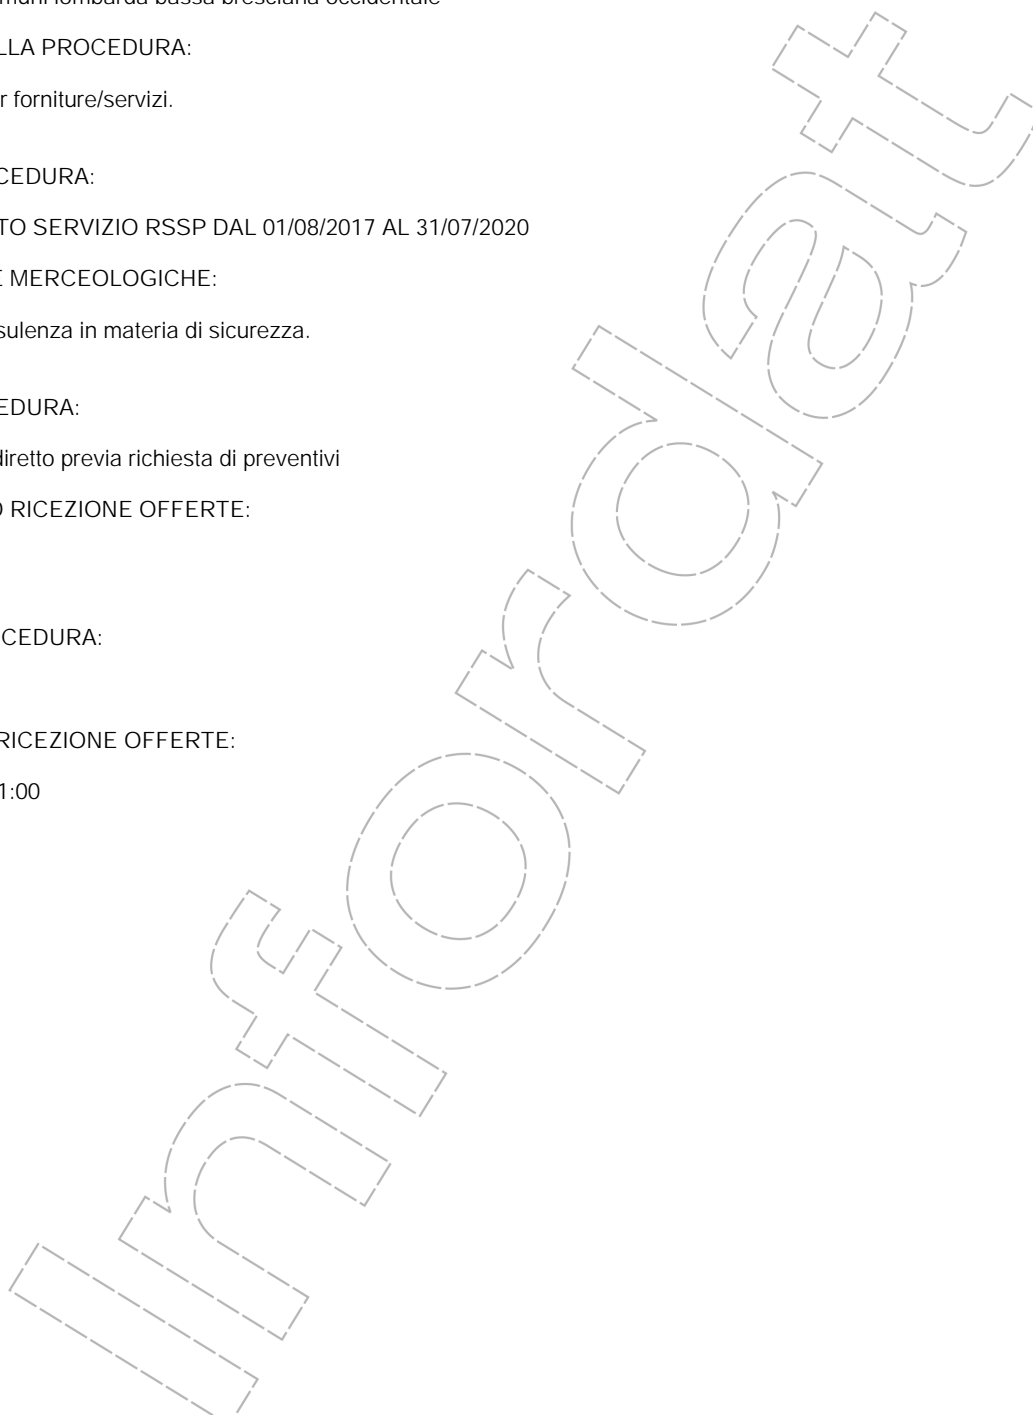 muni lombarda bassa bresciana occidentale
LLA PROCEDURA:
r forniture/servizi.
CEDURA:
TO SERVIZIO RSSP DAL 01/08/2017 AL 31/07/2020
E MERCEOLOGICHE:
sulenza in materia di sicurezza.
EDURA:
diretto previa richiesta di preventivi
O RICEZIONE OFFERTE:
CEDURA:
RICEZIONE OFFERTE:
1:00
Infordat